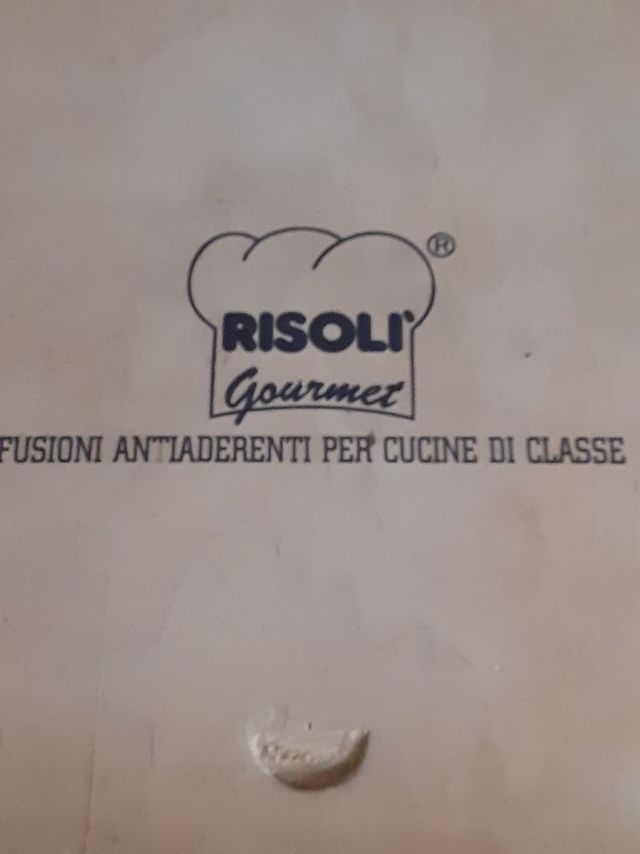 ®
RISOLI'
Gourmet
FUSIONI ANTIADERENTI PER CUCINE DI CLASSE